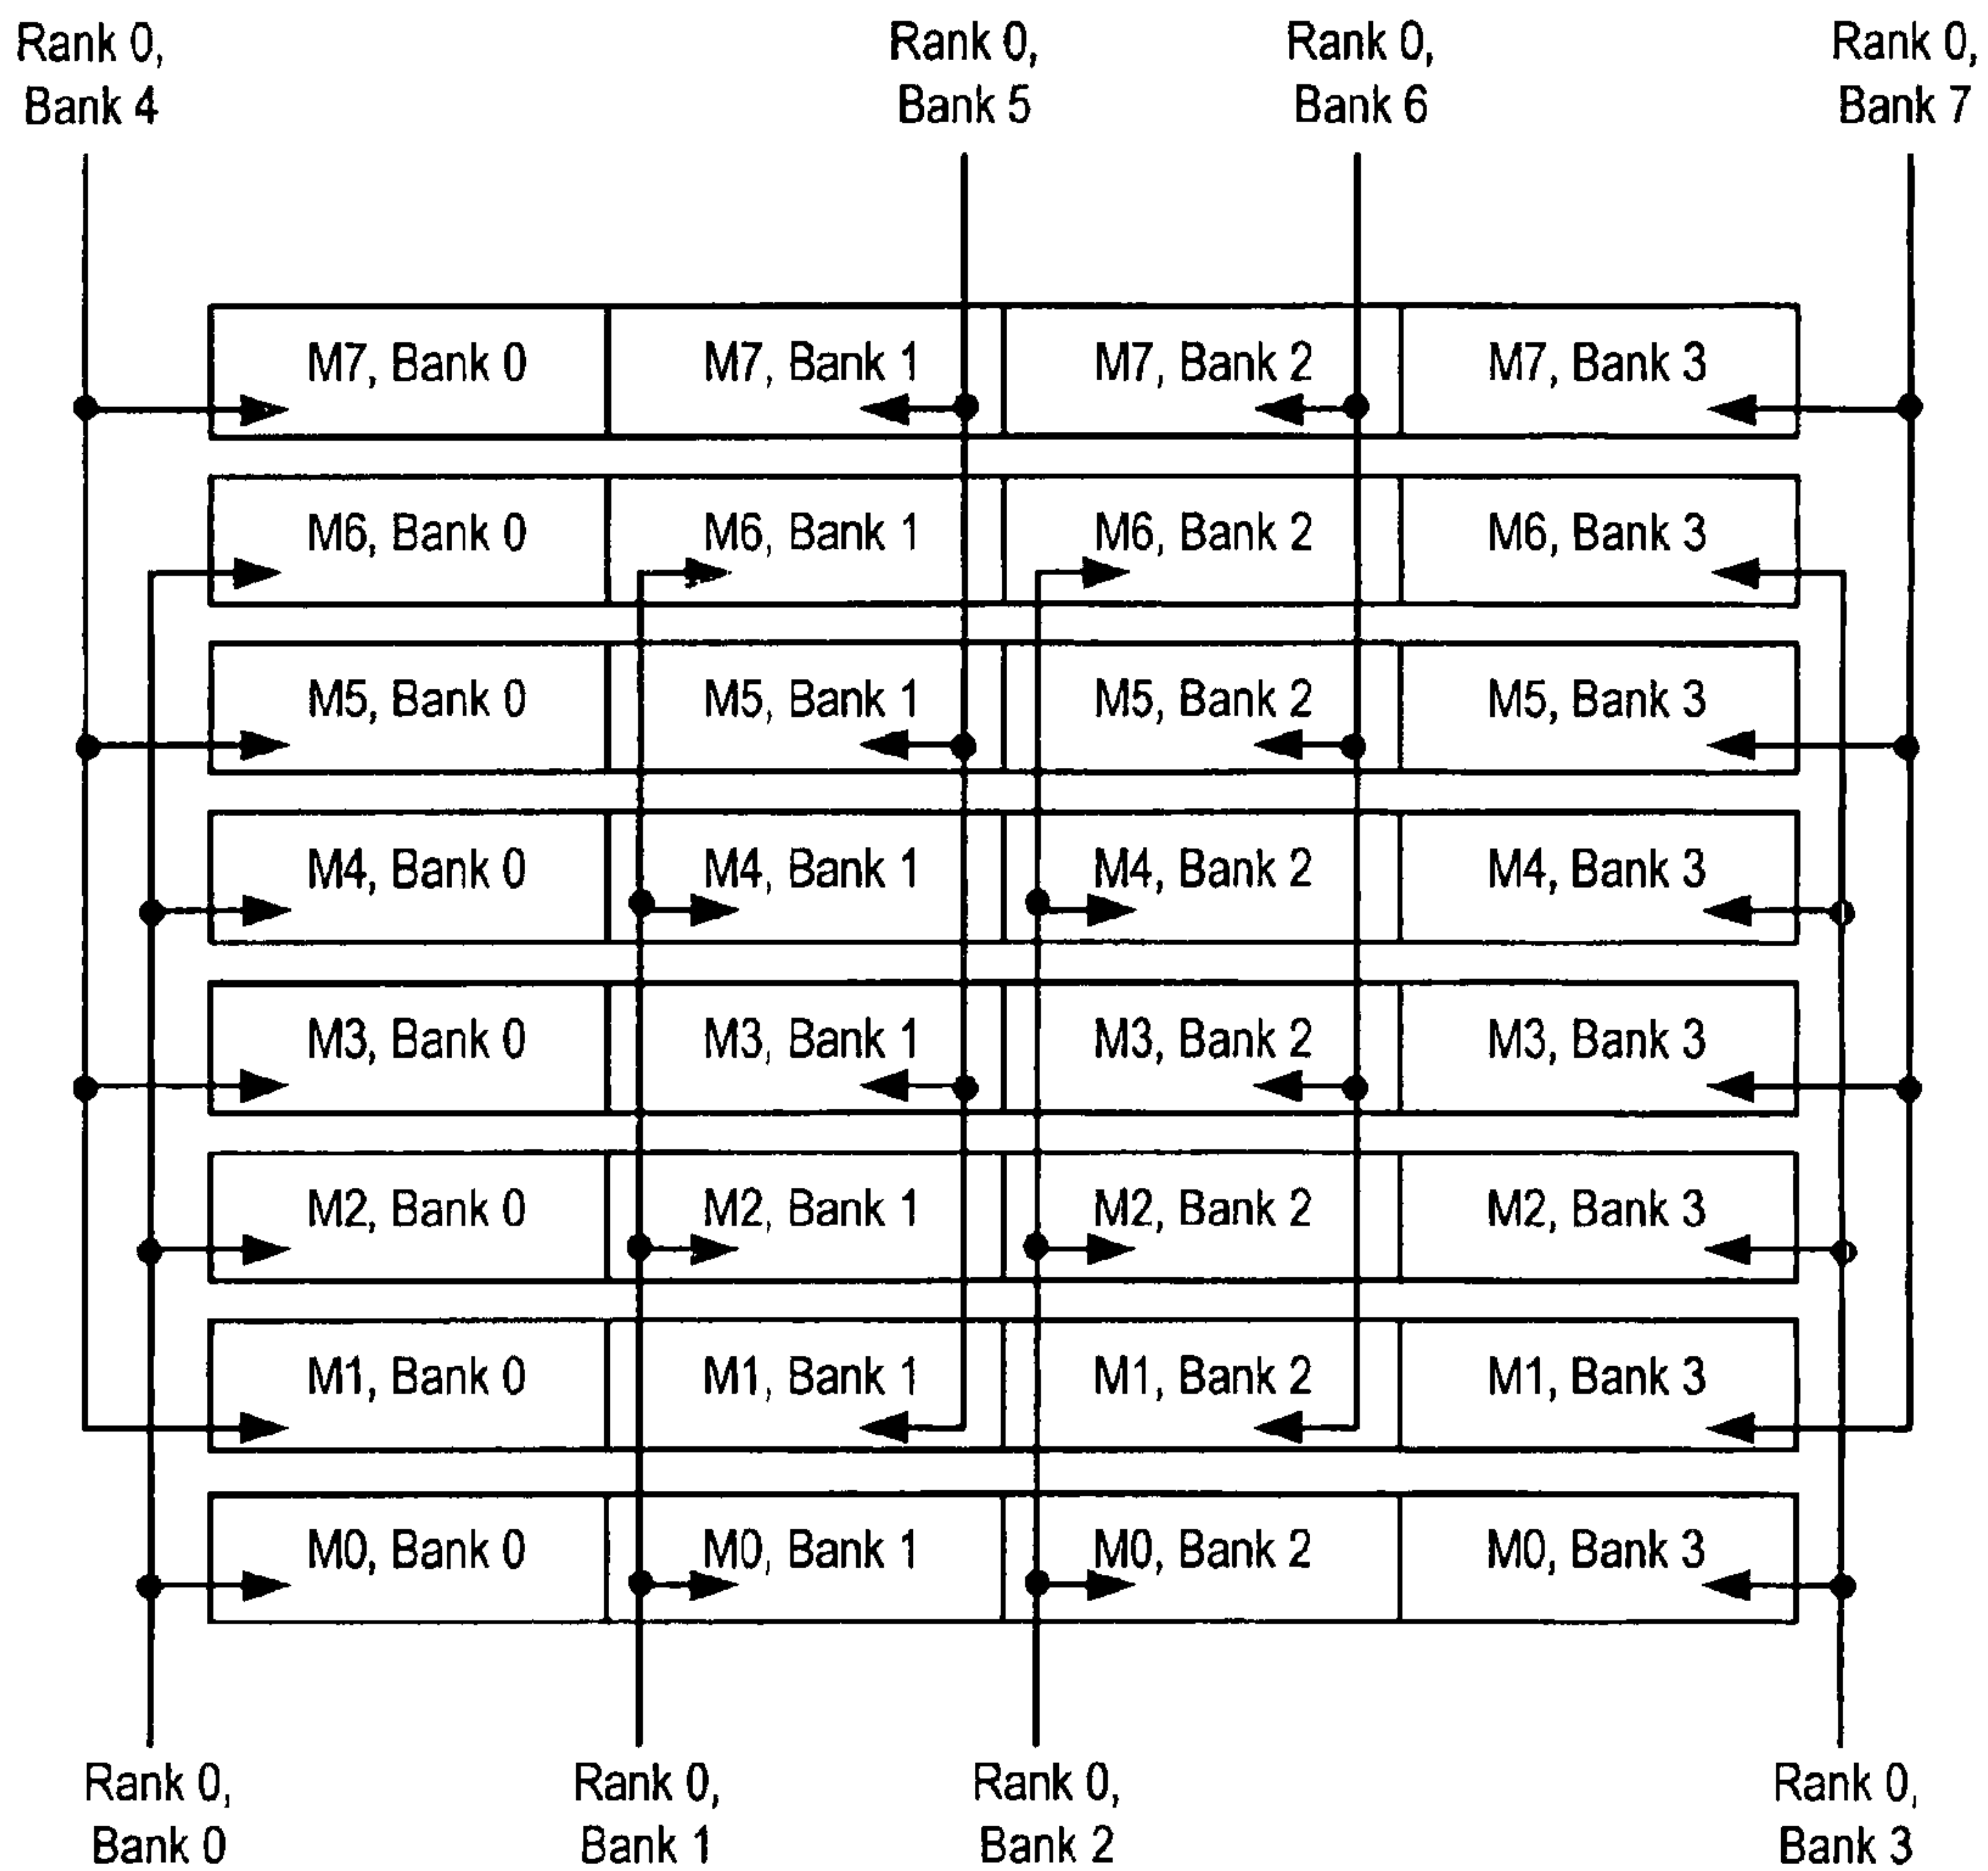 Rank 0, Rank 0, Rank 0, Rank 0,
Bank 4 Bank 5 Bank 6 Bank 7
M7, Bank 0 M7, Bank 1 M7, Bank 2 M7, Bank 3
M6, Bank 0 M6, Bank 1 M6, Bank 2 M6, Bank 3
M5, Bank 0 M5, Bank 1 M5, Bank 2 M5, Bank 3
M4, Bank 0 M4, Bank 1 M4, Bank 2 M4, Bank 3
M3, Bank 0 M3, Bank 1 M3, Bank 2 M3, Bank 3
M2, Bank 0 M2, Bank 1 M2, Bank 2 M2, Bank 3
M1, Bank 0 M1, Bank 1 M1, Bank 2 M1, Bank 3
M0, Bank 0 M0, Bank 1 M0, Bank 2 M0, Bank 3
Rank 0, Rank 0, Rank 0, Rank 0,
Bank 0 Bank 1 Bank 2 Bank 3